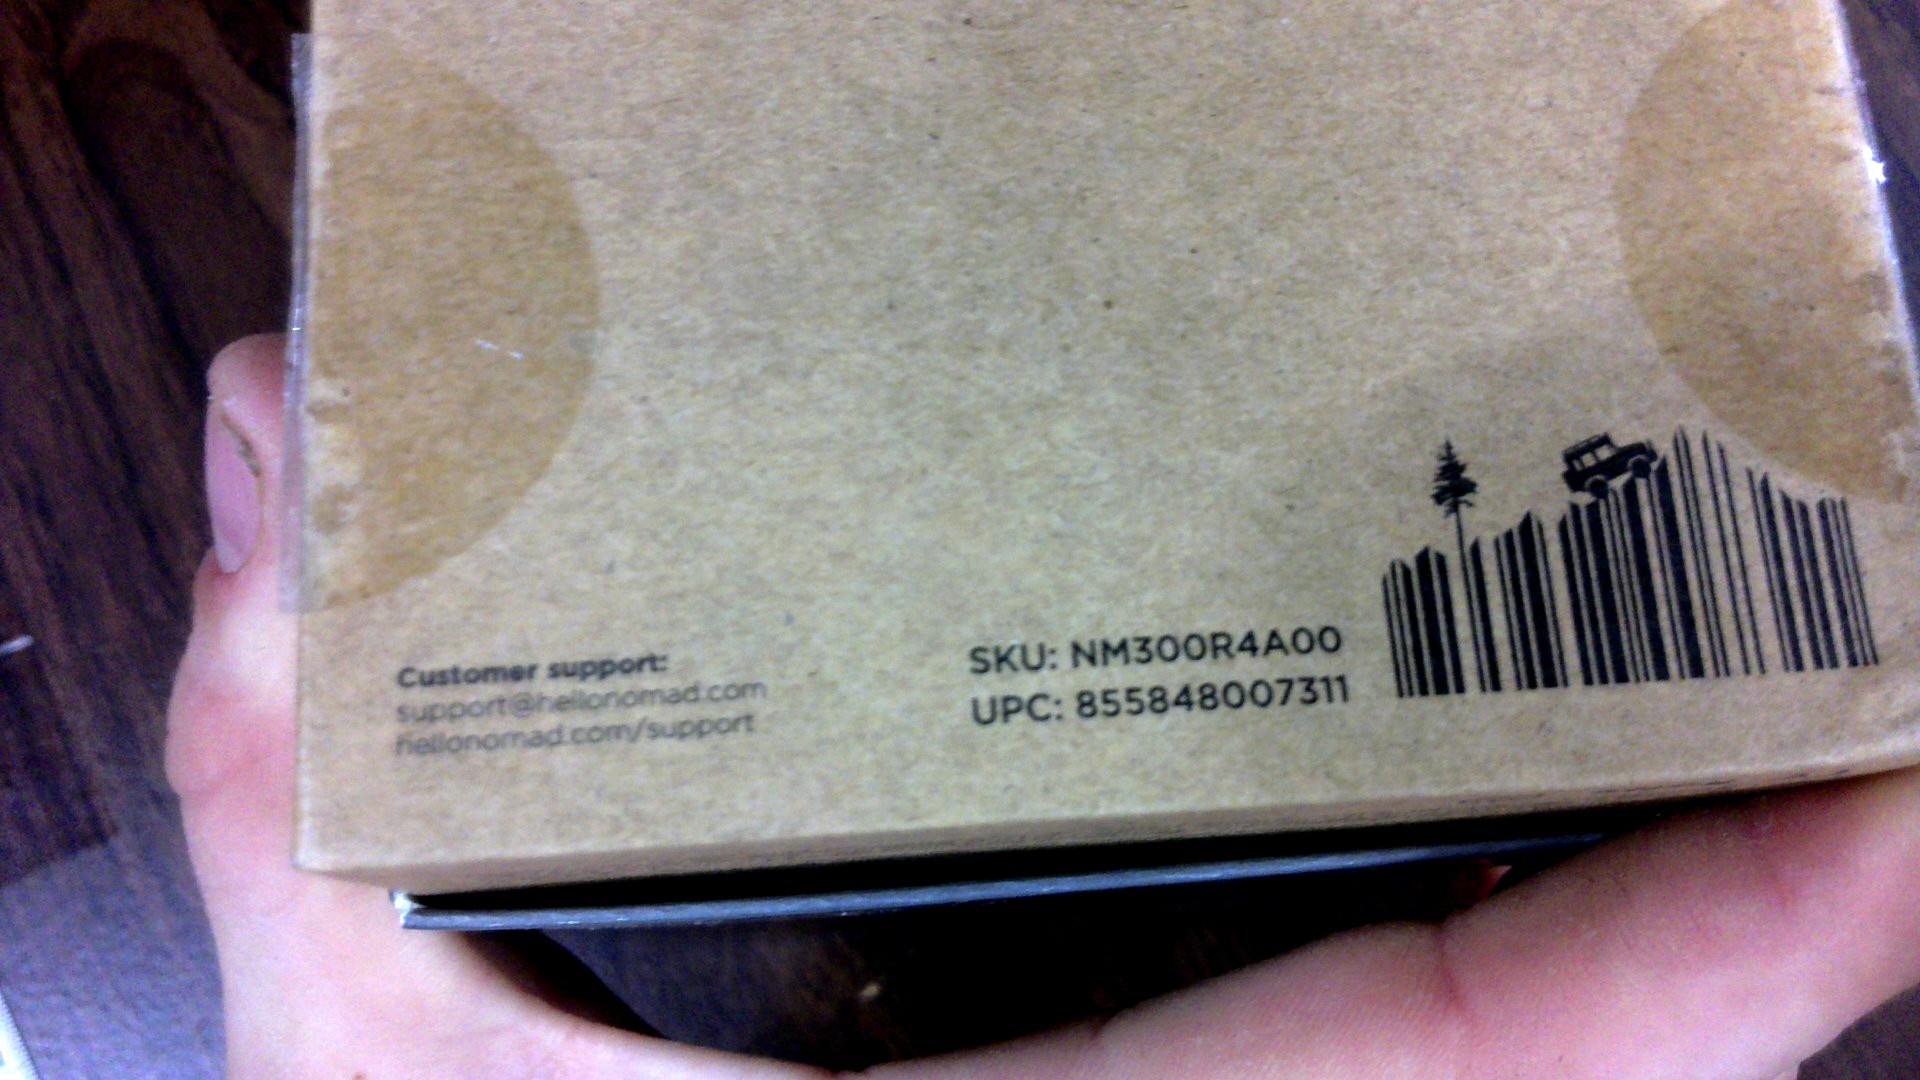 Customer support:
support@hellonomad.com
hellonomad.com/support
SKU: NM300R4A00
UPC: 855848007311